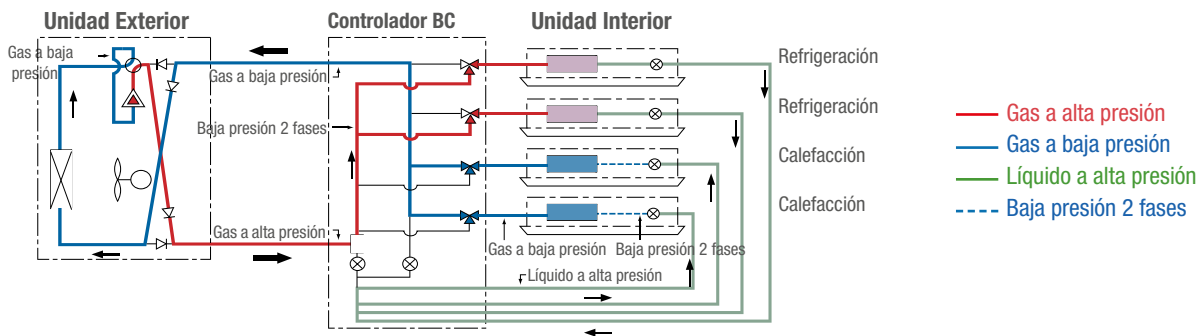 Unidad Exterior
Controlador BC
Unidad Interior
Gas a baja
presión
Gas a baja presión
Baja presión 2 fases
Gas a alta presión
Refrigeración
Refrigeración
Calefacción
Calefacción
Gas a baja presión
Baja presión 2 fases
Líquido a alta presión
Gas a alta presión
Gas a baja presión
Líquido a alta presión
Baja presión 2 fases